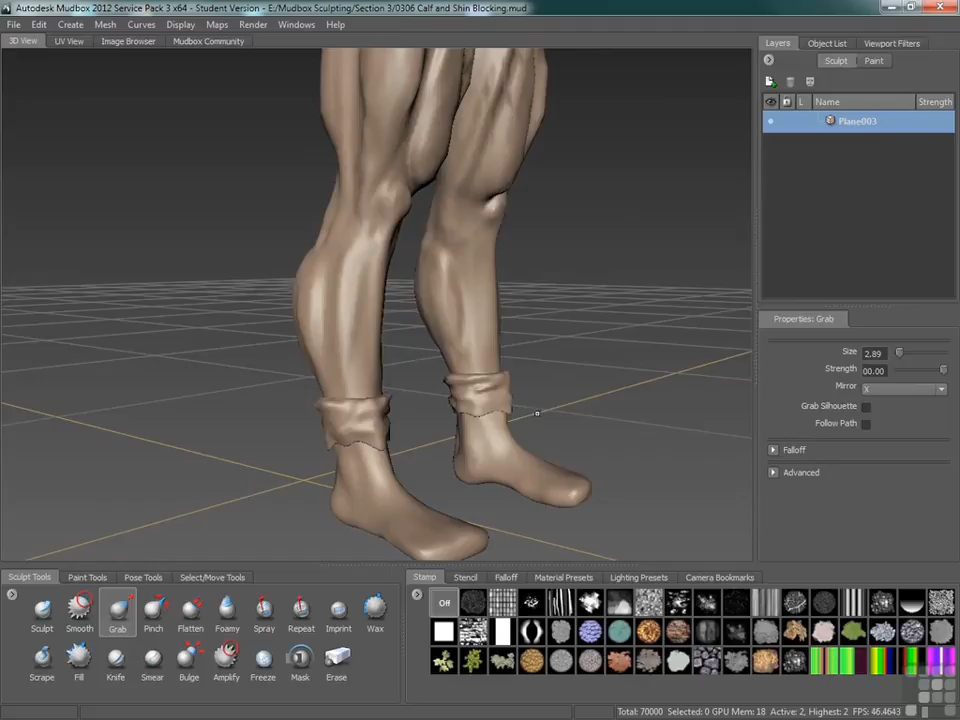 Autodesk Mudbox 2012 Service Pack 3 x64 - Student Version - E:/Mudbox Sculpting/Section 3/0306 Calf and Shin Blocking.mud
File Edit Create Mesh Curves Display Maps Render Windows Help
3D View UV View Image Browser Mudbox Community
Layers Object List Viewport Filters
Sculpt Paint
L Name Strength
Plane003
Properties: Grab
Size 2.89
Strength 00.00
Mirror X
Grab Silhouette
Follow Path
Falloff
Advanced
Sculpt Tools Paint Tools Pose Tools Select/Move Tools
Sculpt Smooth Grab Pinch Flatten Foamy Spray Repeat Imprint Wax
Scrape Fill Knife Smear Bulge Amplify Freeze Mask Erase
Stamp Stencil Falloff Material Presets Lighting Presets Camera Bookmarks
Off
Total: 70000 Selected: 0 GPU Mem: 18 Active: 2, Highest: 2 FPS: 46.4643